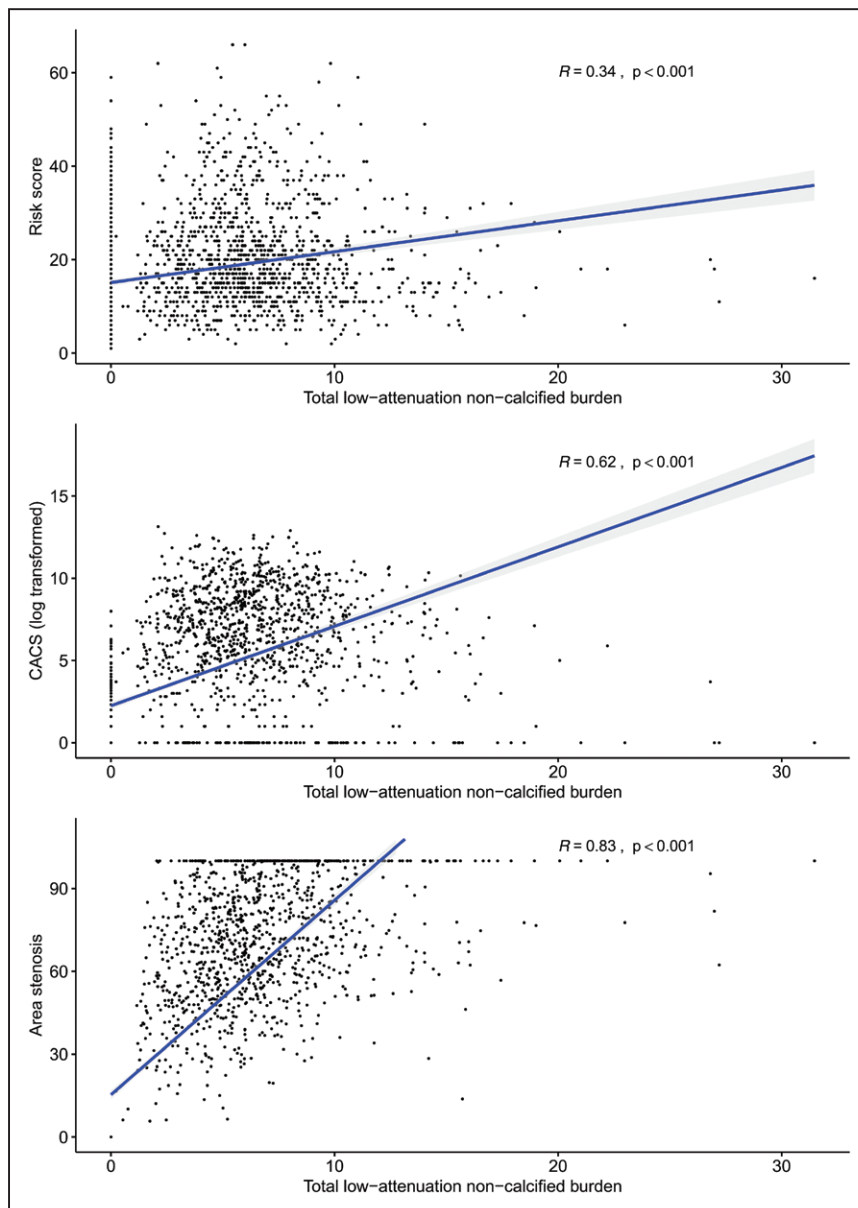 R = 0.34 , p < 0.001
Risk score
60
40
20
0
0 10 20 30
Total low-attenuation non-calcified burden
R = 0.62 , p < 0.001
CACS (log transformed)
15
10
5
0
0 10 20 30
Total low-attenuation non-calcified burden
R = 0.83 , p < 0.001
Area stenosis
90
60
30
0
0 10 20 30
Total low-attenuation non-calcified burden